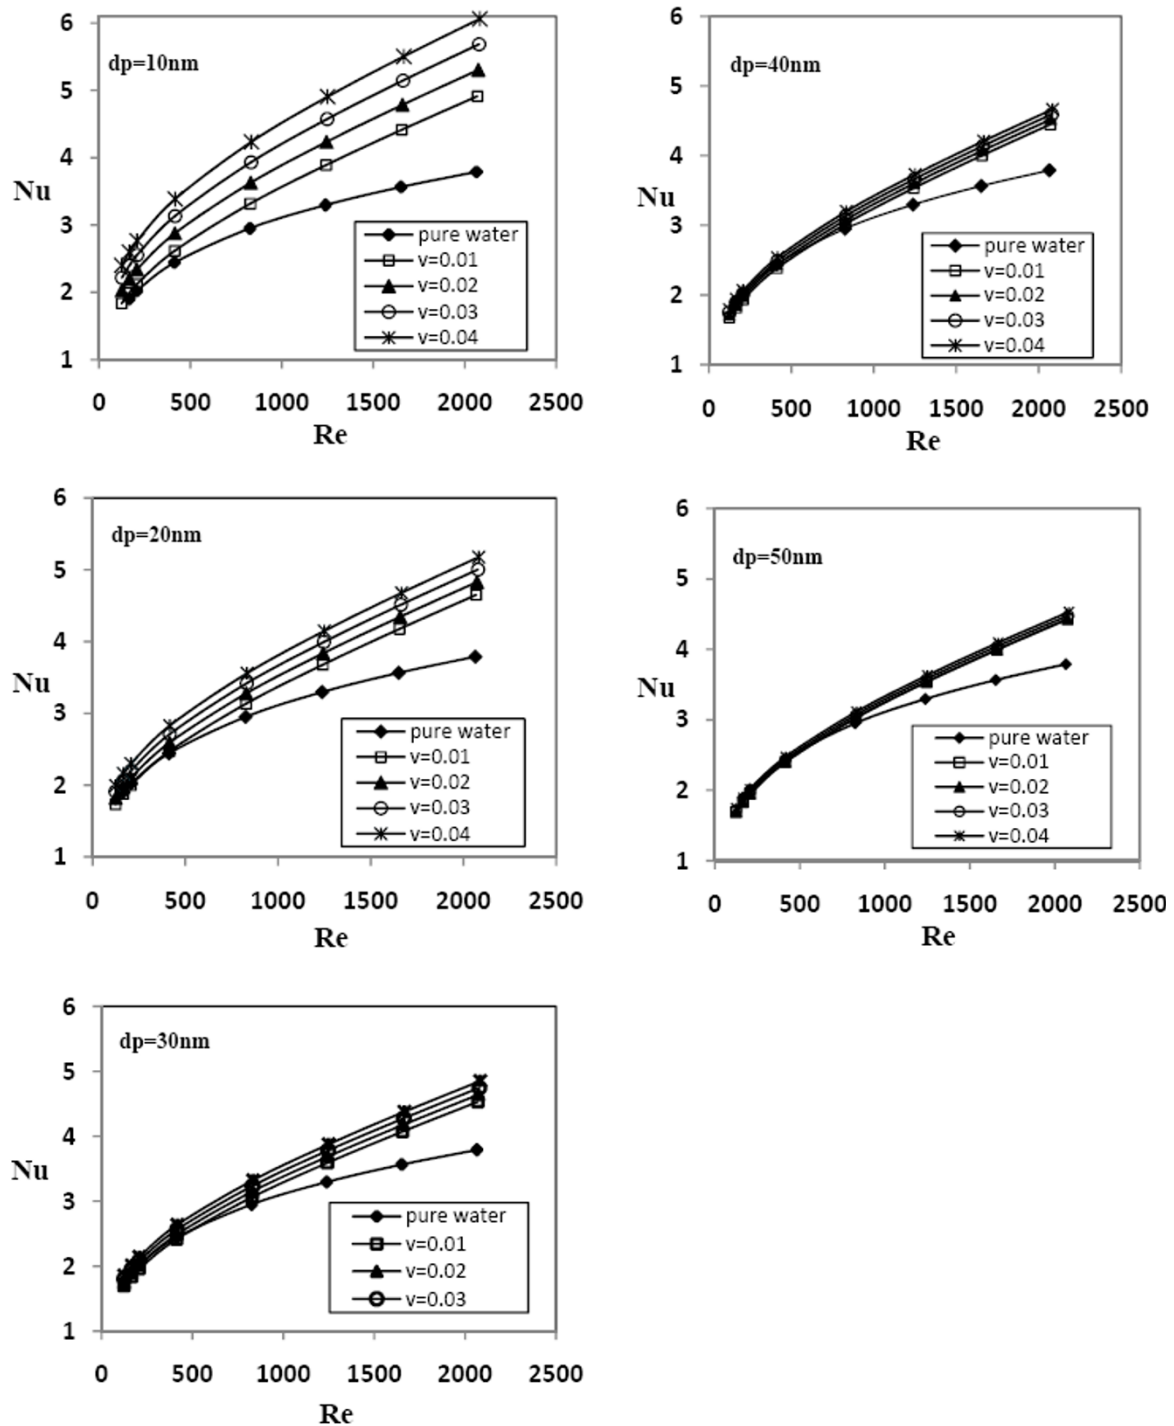 6
5
4
3
2
1
Nu
dp=10nm
pure water
v=0.01
v=0.02
v=0.03
v=0.04
0 500 1000 1500 2000 2500
Re
6
5
4
3
2
1
Nu
dp=40nm
pure water
v=0.01
v=0.02
v=0.03
v=0.04
0 500 1000 1500 2000 2500
Re
6
5
4
3
2
1
Nu
dp=20nm
pure water
v=0.01
v=0.02
v=0.03
v=0.04
0 500 1000 1500 2000 2500
Re
6
5
4
3
2
1
Nu
dp=50nm
pure water
v=0.01
v=0.02
v=0.03
v=0.04
0 500 1000 1500 2000 2500
Re
6
5
4
3
2
1
Nu
dp=30nm
pure water
v=0.01
v=0.02
v=0.03
0 500 1000 1500 2000 2500
Re